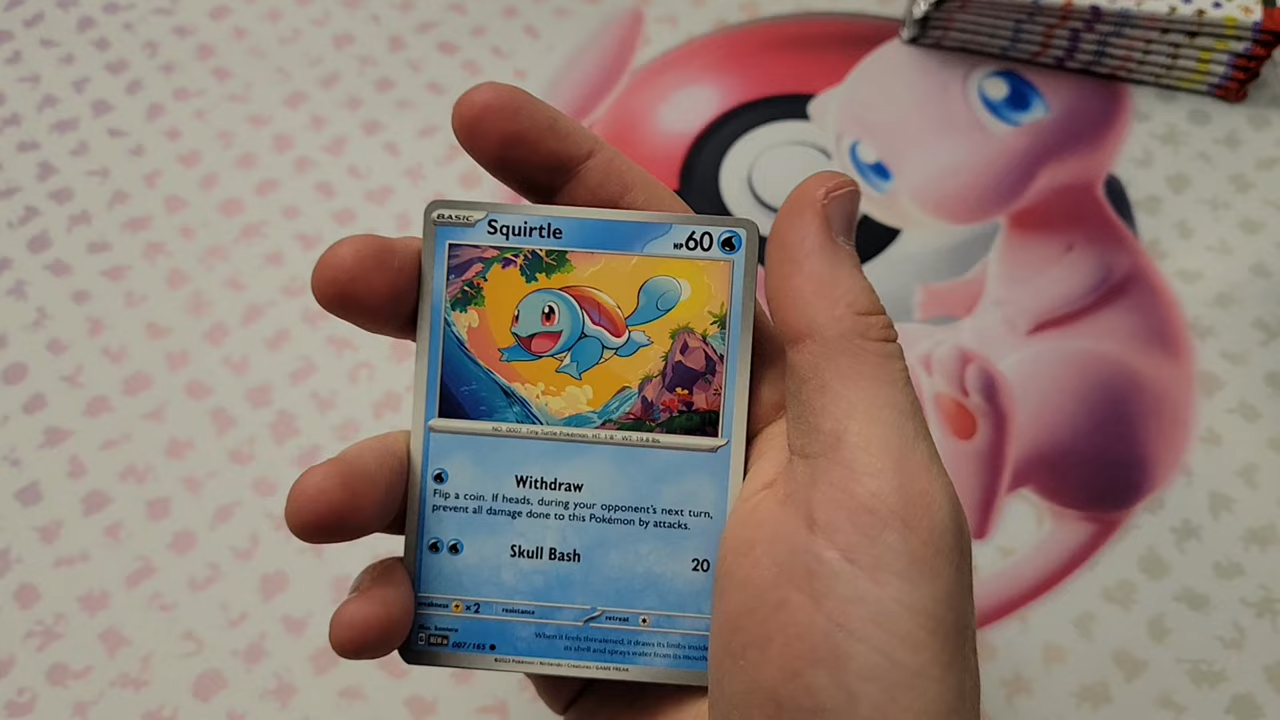 BASIC
Squirtle
HP 60
NO. 0007 Tiny Turtle Pokémon HT: 1'8" WT: 19.8 lbs
Withdraw
Flip a coin. If heads, during your opponent's next turn,
prevent all damage done to this Pokémon by attacks.
Skull Bash 20
weakness ×2 resistance retreat
Illus.
MEW EN 007/165
When it feels threatened, it draws its limbs inside
its shell and sprays water from its mouth
©2023 Pokémon / Nintendo / Creatures / GAME FREAK